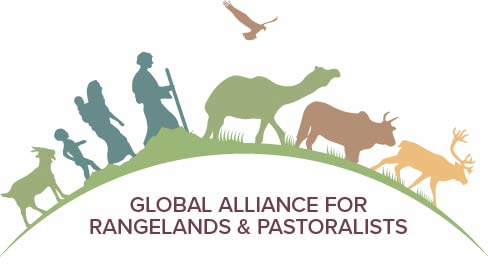 GLOBAL ALLIANCE FOR
RANGELANDS & PASTORALISTS